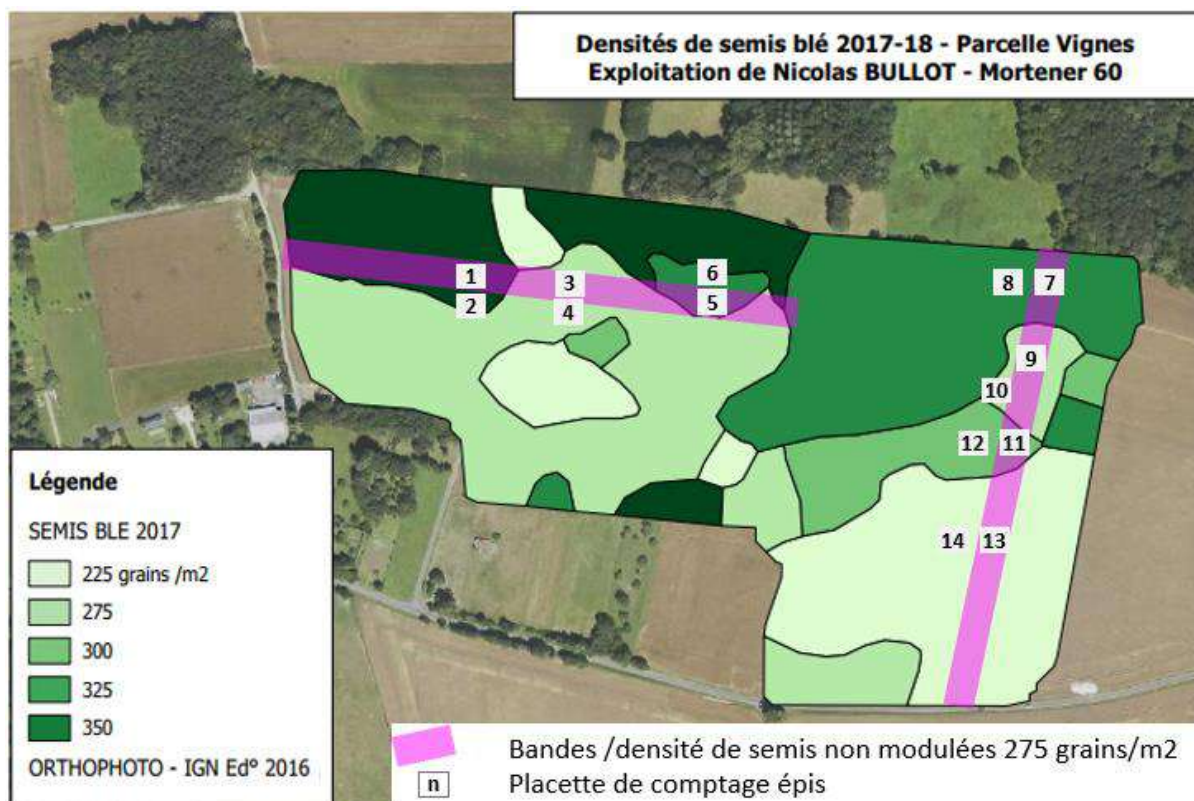 Densités de semis blé 2017-18 - Parcelle Vignes
Exploitation de Nicolas BULLOT - Mortener 60
1
2
3
4
6
5
8
7
9
10
12
11
14
13
Légende
SEMIS BLE 2017
225 grains /m2
275
300
325
350
ORTHOPHOTO - IGN Edº 2016
Bandes /densité de semis non modulées 275 grains/m2
n Placette de comptage épis